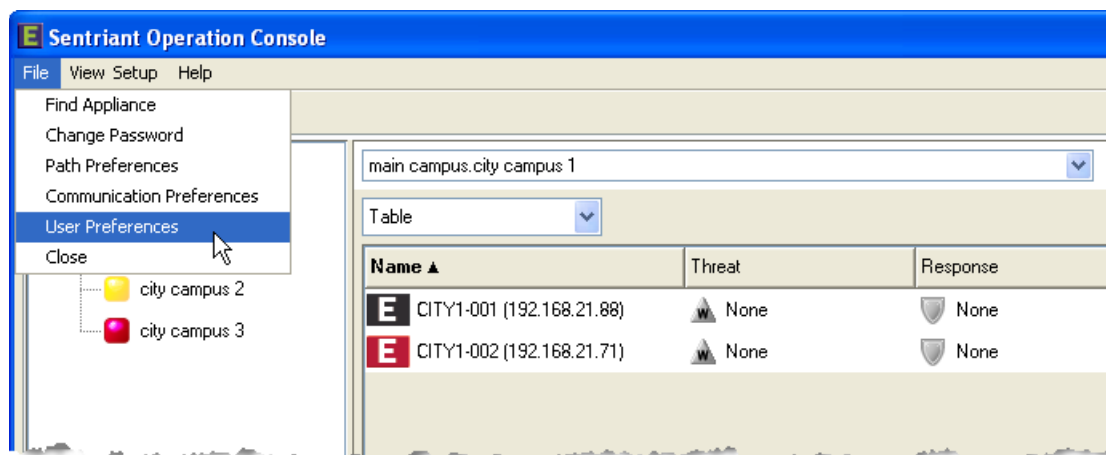 E Sentriant Operation Console
File View Setup Help
Find Appliance
Change Password
Path Preferences
Communication Preferences
User Preferences
Close
city campus 2
city campus 3
main campus.city campus 1
Table
Name Threat Response
E CITY1-001 (192.168.21.88) W None None
E CITY1-002 (192.168.21.71) W None None